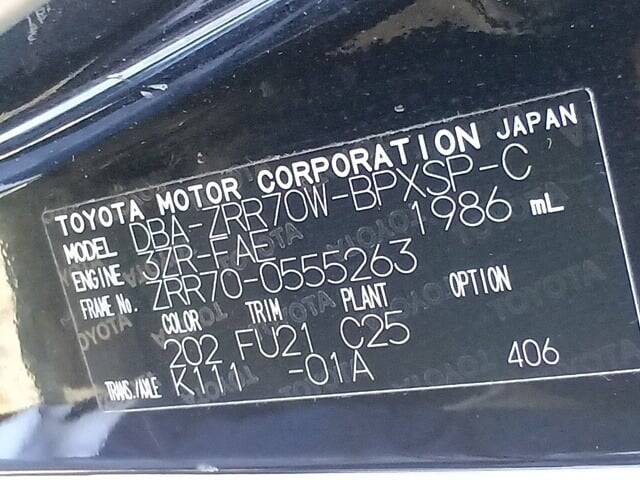 TOYOTA MOTOR CORPORATION JAPAN
MODEL DBA-ZRR70W-BPXSP-C
ENGINE 3ZR-FAE 1986 mL
FRAME No. ZRR70-0555263
COLOR TRIM PLANT OPTION
202 FU21 C25
TRANS./AXLE K111 -01A 406